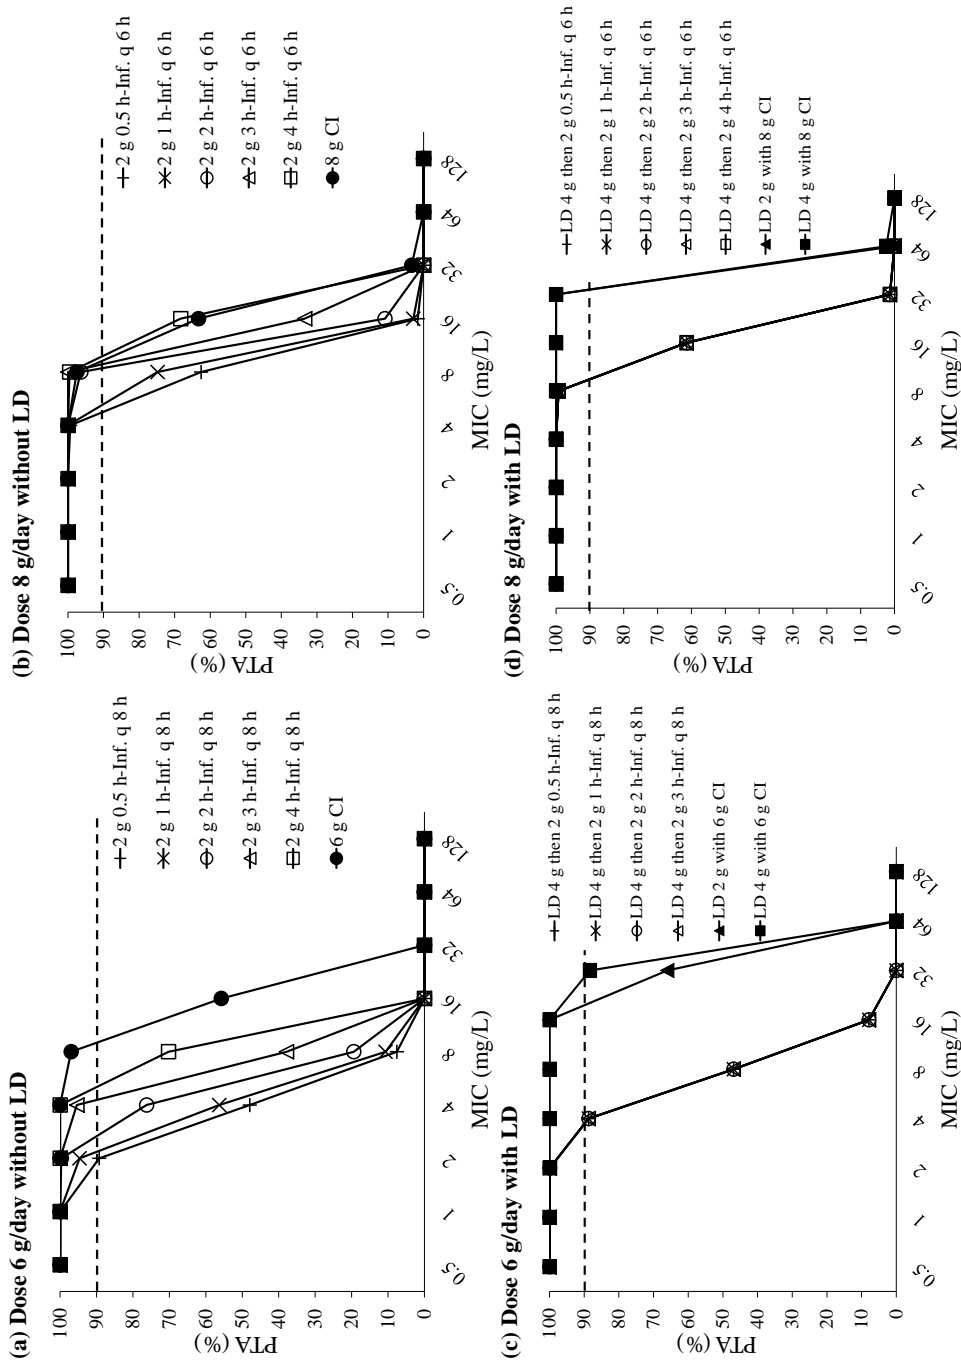 (a) Dose 6 g/day without LD
100
90
80
70
60
50
40
30
20
10
0
PTA (%)
0.5
1
2
4
8
16
32
64
128
MIC (mg/L)
2 g 0.5 h-Inf. q 8 h
2 g 1 h-Inf. q 8 h
2 g 2 h-Inf. q 8 h
2 g 3 h-Inf. q 8 h
2 g 4 h-Inf. q 8 h
6 g CI
(b) Dose 8 g/day without LD
100
90
80
70
60
50
40
30
20
10
0
PTA (%)
0.5
1
2
4
8
16
32
64
128
MIC (mg/L)
2 g 0.5 h-Inf. q 6 h
2 g 1 h-Inf. q 6 h
2 g 2 h-Inf. q 6 h
2 g 3 h-Inf. q 6 h
2 g 4 h-Inf. q 6 h
8 g CI
(c) Dose 6 g/day with LD
100
90
80
70
60
50
40
30
20
10
0
PTA (%)
0.5
1
2
4
8
16
32
64
128
MIC (mg/L)
LD 4 g then 2 g 0.5 h-Inf. q 8 h
LD 4 g then 2 g 1 h-Inf. q 8 h
LD 4 g then 2 g 2 h-Inf. q 8 h
LD 4 g then 2 g 3 h-Inf. q 8 h
LD 2 g with 6 g CI
LD 4 g with 6 g CI
(d) Dose 8 g/day with LD
100
90
80
70
60
50
40
30
20
10
0
PTA (%)
0.5
1
2
4
8
16
32
64
128
MIC (mg/L)
LD 4 g then 2 g 0.5 h-Inf. q 6 h
LD 4 g then 2 g 1 h-Inf. q 6 h
LD 4 g then 2 g 2 h-Inf. q 6 h
LD 4 g then 2 g 3 h-Inf. q 6 h
LD 4 g then 2 g 4 h-Inf. q 6 h
LD 2 g with 8 g CI
LD 4 g with 8 g CI